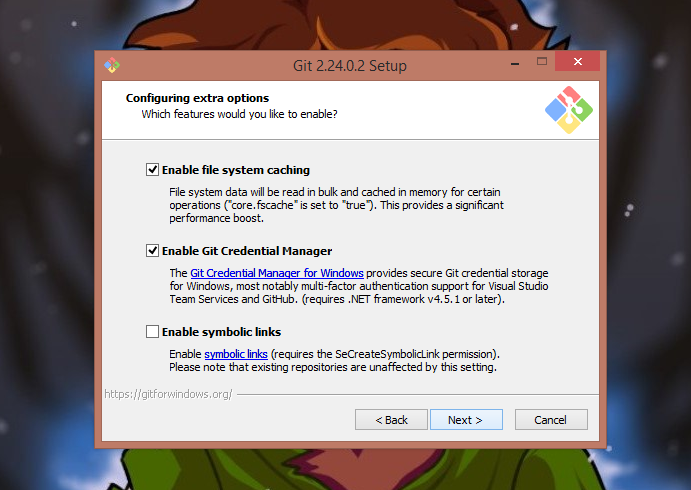 Git 2.24.0.2 Setup
Configuring extra options
Which features would you like to enable?
Enable file system caching
File system data will be read in bulk and cached in memory for certain
operations ("core.fscache" is set to "true"). This provides a significant
performance boost.
Enable Git Credential Manager
The Git Credential Manager for Windows provides secure Git credential storage
for Windows, most notably multi-factor authentication support for Visual Studio
Team Services and GitHub. (requires .NET framework v4.5.1 or later).
Enable symbolic links
Enable symbolic links (requires the SeCreateSymbolicLink permission).
Please note that existing repositories are unaffected by this setting.
https://gitforwindows.org/
< Back Next > Cancel